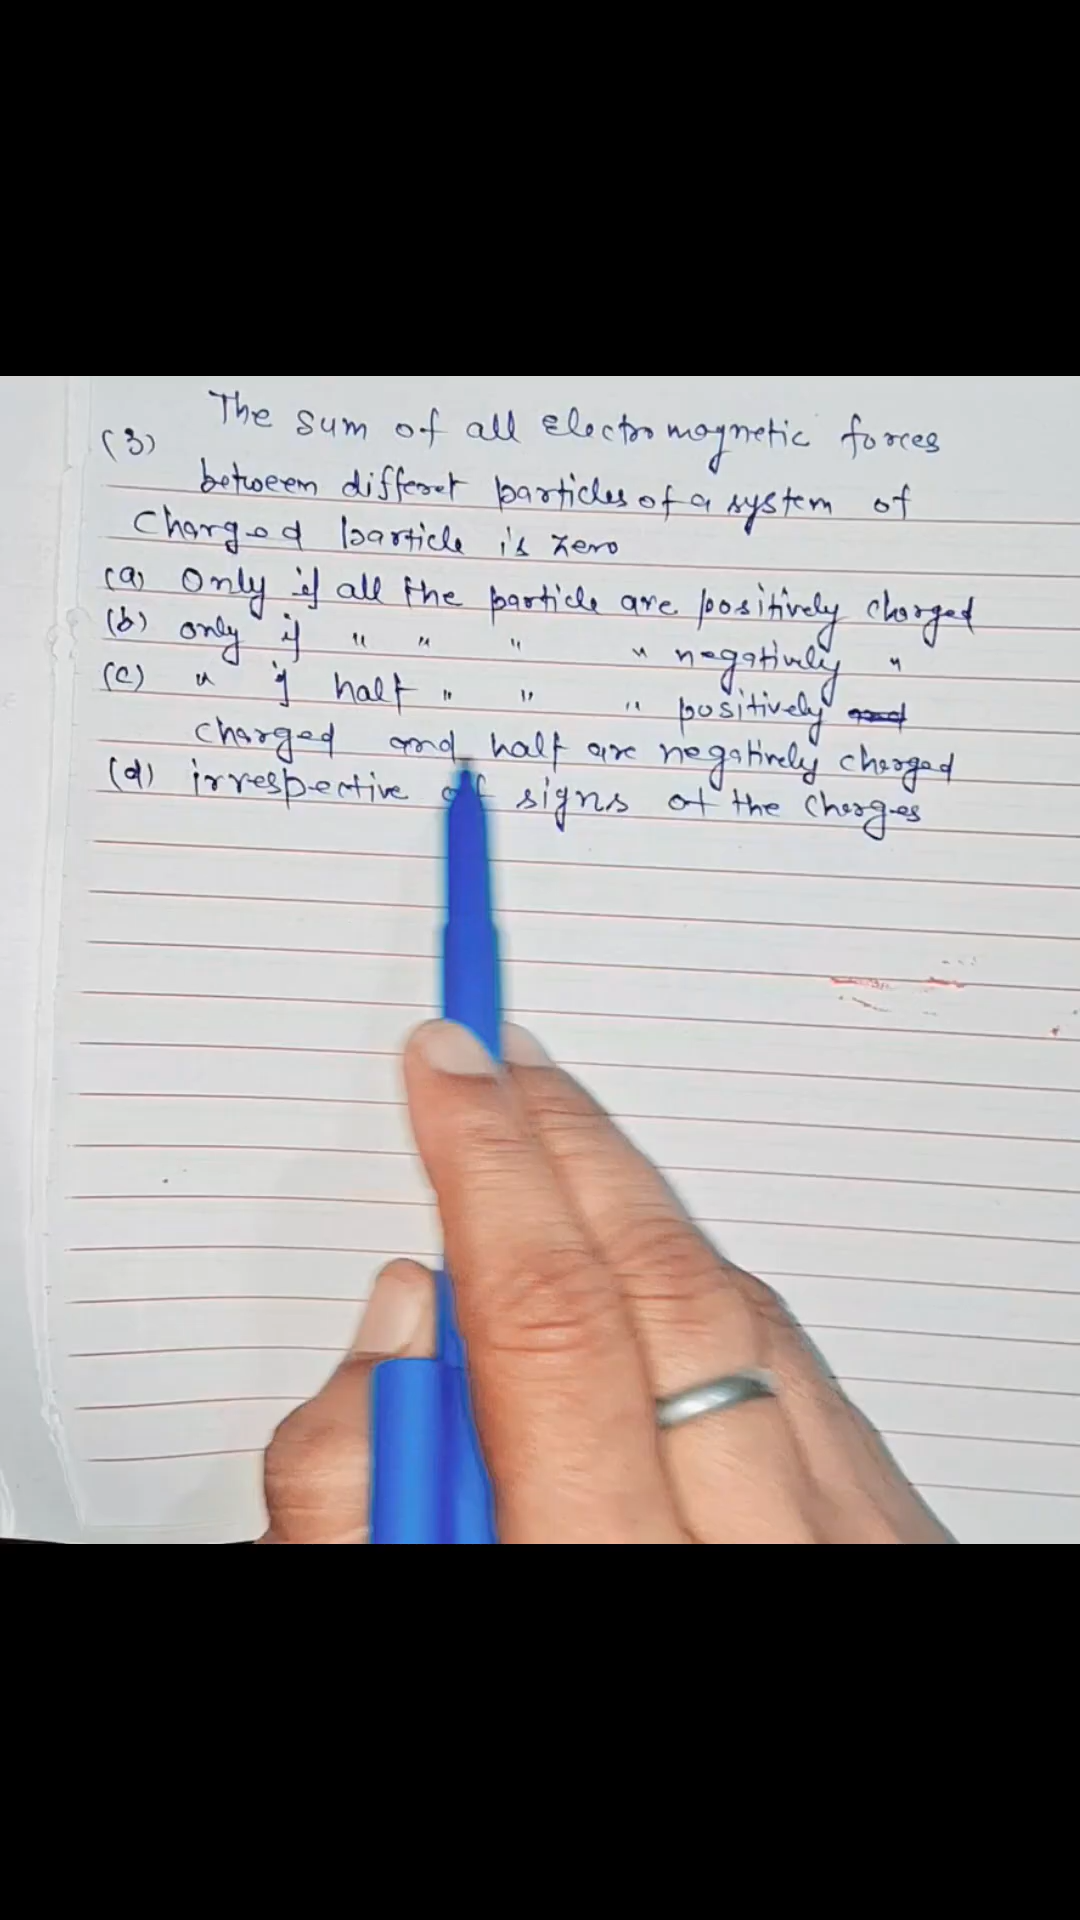 The sum of all Electromagnetic forces
(3)
between differet particles of a system of
Charged particle is zero
(a) Only if all the particle are positively charged
(b) only if " " " " negatively "
(c) " if half " " " positively
charged and half are negatively charged
(d) irrespective of signs of the charges